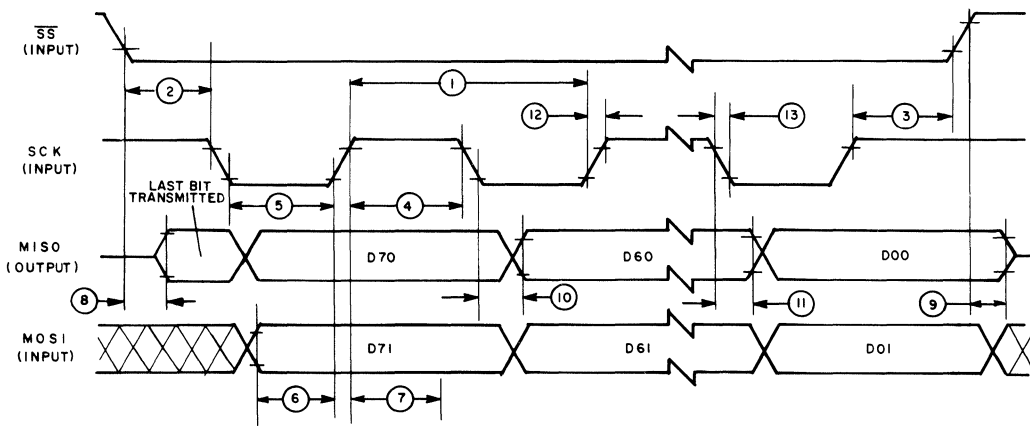 SS
(INPUT)
2
1
12
13
3
SCK
(INPUT)
LAST BIT
TRANSMITTED
5
4
MISO
(OUTPUT)
D70
D60
D00
8
10
11
9
MOSI
(INPUT)
D71
D61
D01
6
7